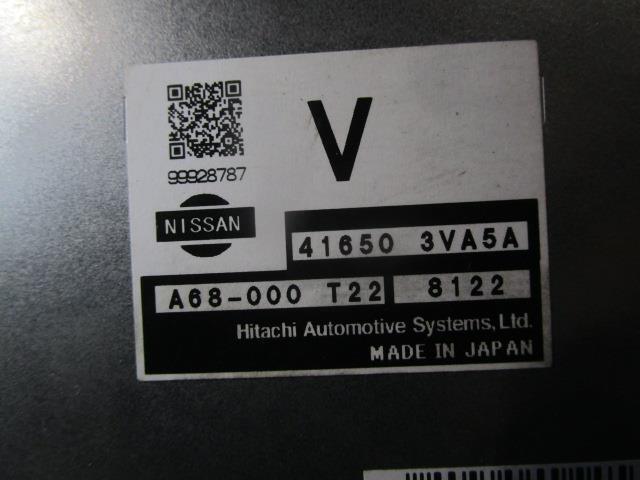 V
99928787
NISSAN
41650 3VA5A
A68-000 T22 8122
Hitachi Automotive Systems, Ltd.
MADE IN JAPAN